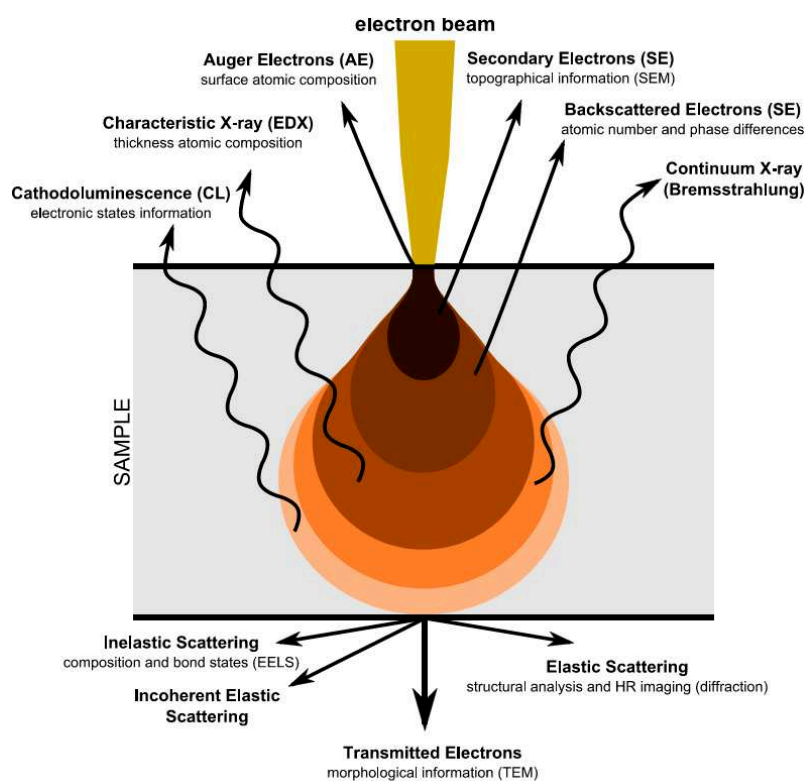 electron beam
Auger Electrons (AE)
surface atomic composition
Secondary Electrons (SE)
topographical information (SEM)
Characteristic X-ray (EDX)
thickness atomic composition
Backscattered Electrons (SE)
atomic number and phase differences
Cathodoluminescence (CL)
electronic states information
Continuum X-ray
(Bremsstrahlung)
SAMPLE
Inelastic Scattering
composition and bond states (EELS)
Incoherent Elastic
Scattering
Elastic Scattering
structural analysis and HR imaging (diffraction)
Transmitted Electrons
morphological information (TEM)